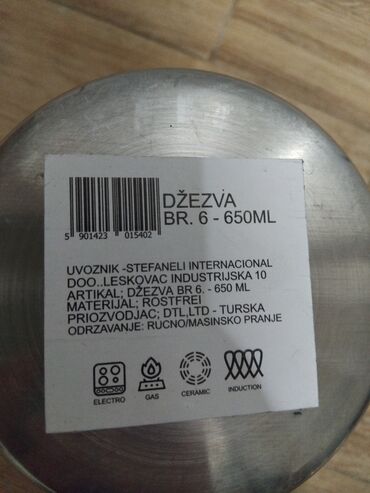 DŽEZVA
BR. 6 - 650ML
5 901423 015402
UVOZNIK -STEFANELI INTERNACIONAL
DOO..LESKOVAC INDUSTRIJSKA 10
ARTIKAL; DŽEZVA BR 6. - 650 ML
MATERIJAL; ROSTFREI
PRIOZVODJAC; DTL,LTD - TURSKA
ODRZAVANJE: RUCNO/MASINSKO PRANJE
ELECTRO GAS CERAMIC INDUCTION